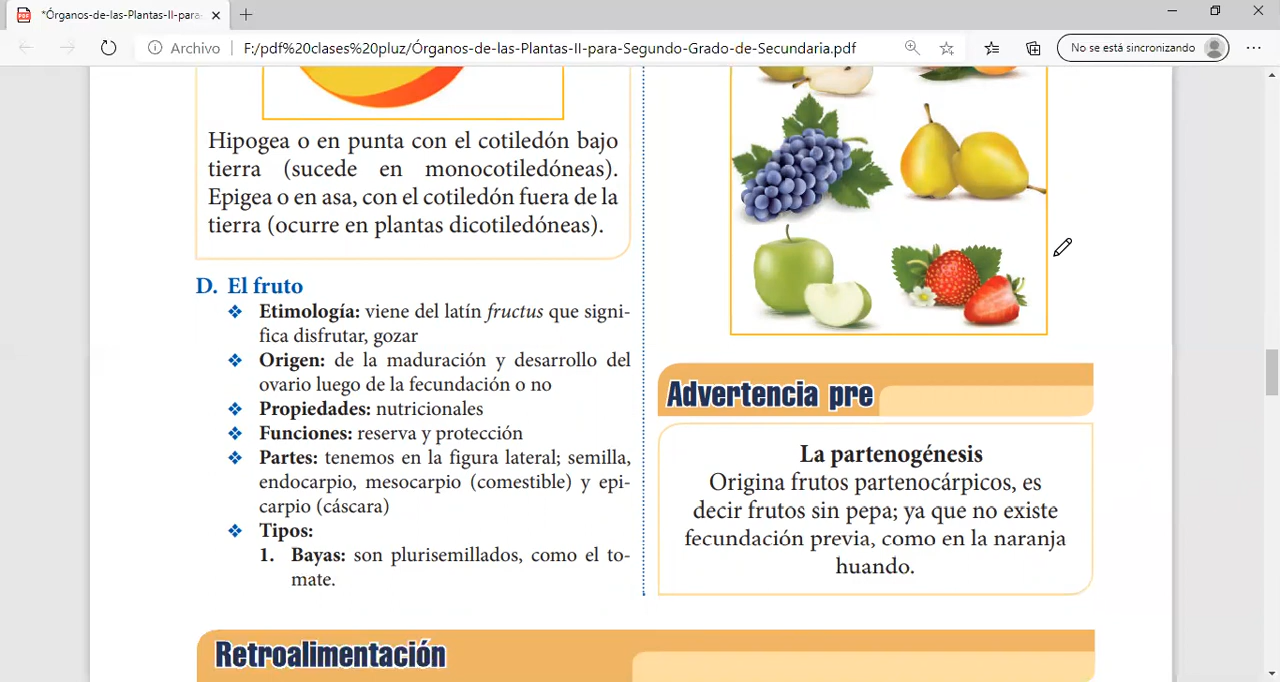 *Órganos-de-las-Plantas-II-para-
Archivo
F:/pdf%20clases%20pluz/Órganos-de-las-Plantas-II-para-Segundo-Grado-de-Secundaria.pdf
No se está sincronizando
Hipogea o en punta con el cotiledón bajo
tierra (sucede en monocotiledóneas).
Epigea o en asa, con el cotiledón fuera de la
tierra (ocurre en plantas dicotiledóneas).
D. El fruto
❖ Etimología: viene del latín fructus que signi-
fica disfrutar, gozar
❖ Origen: de la maduración y desarrollo del
ovario luego de la fecundación o no
❖ Propiedades: nutricionales
❖ Funciones: reserva y protección
❖ Partes: tenemos en la figura lateral; semilla,
endocarpio, mesocarpio (comestible) y epi-
carpio (cáscara)
❖ Tipos:
1. Bayas: son plurisemillados, como el to-
mate.
Advertencia pre
La partenogénesis
Origina frutos partenocárpicos, es
decir frutos sin pepa; ya que no existe
fecundación previa, como en la naranja
huando.
Retroalimentación